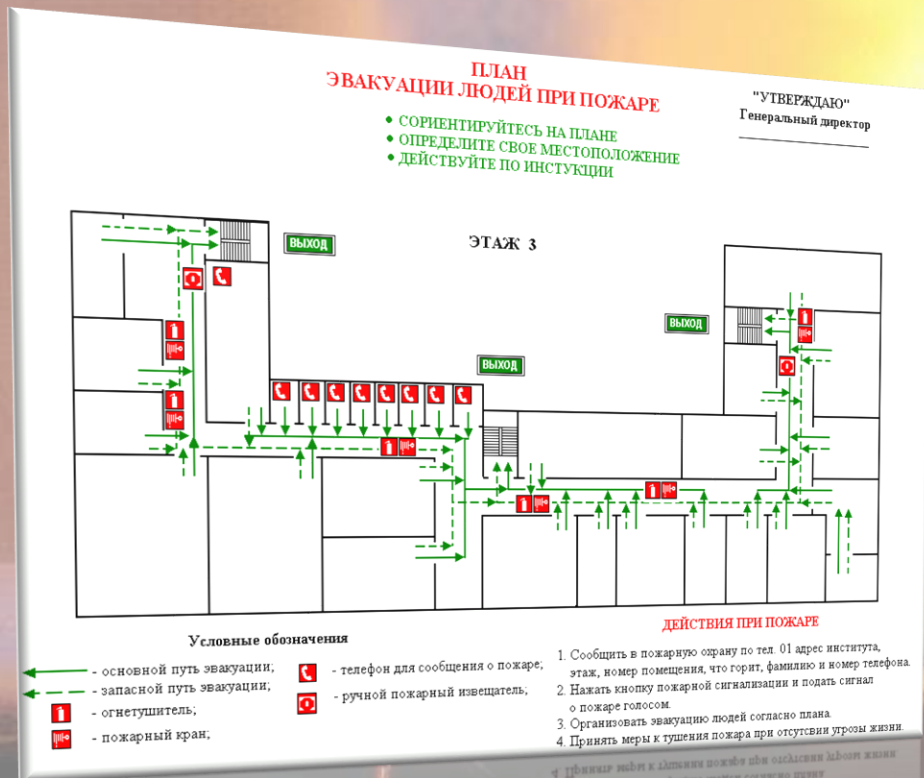 ПЛАН
ЭВАКУАЦИИ ЛЮДЕЙ ПРИ ПОЖАРЕ
"УТВЕРЖДАЮ"
Генеральный директор
• СОРИЕНТИРУЙТЕСЬ НА ПЛАНЕ
• ОПРЕДЕЛИТЕ СВОЕ МЕСТОПОЛОЖЕНИЕ
• ДЕЙСТВУЙТЕ ПО ИНСТУКЦИИ
ЭТАЖ 3
ВЫХОД
ВЫХОД
ВЫХОД
Условные обозначения
- основной путь эвакуации;
- запасной путь эвакуации;
- огнетушитель;
- пожарный кран;
- телефон для сообщения о пожаре;
- ручной пожарный извещатель;
ДЕЙСТВИЯ ПРИ ПОЖАРЕ
1. Сообщить в пожарную охрану по тел. 01 адрес института,
этаж, номер помещения, что горит, фамилию и номер телефона.
2. Нажать кнопку пожарной сигнализации и подать сигнал
о пожаре голосом.
3. Организовать эвакуацию людей согласно плана.
4. Принять меры к тушения пожара при отсутсвии угрозы жизни.